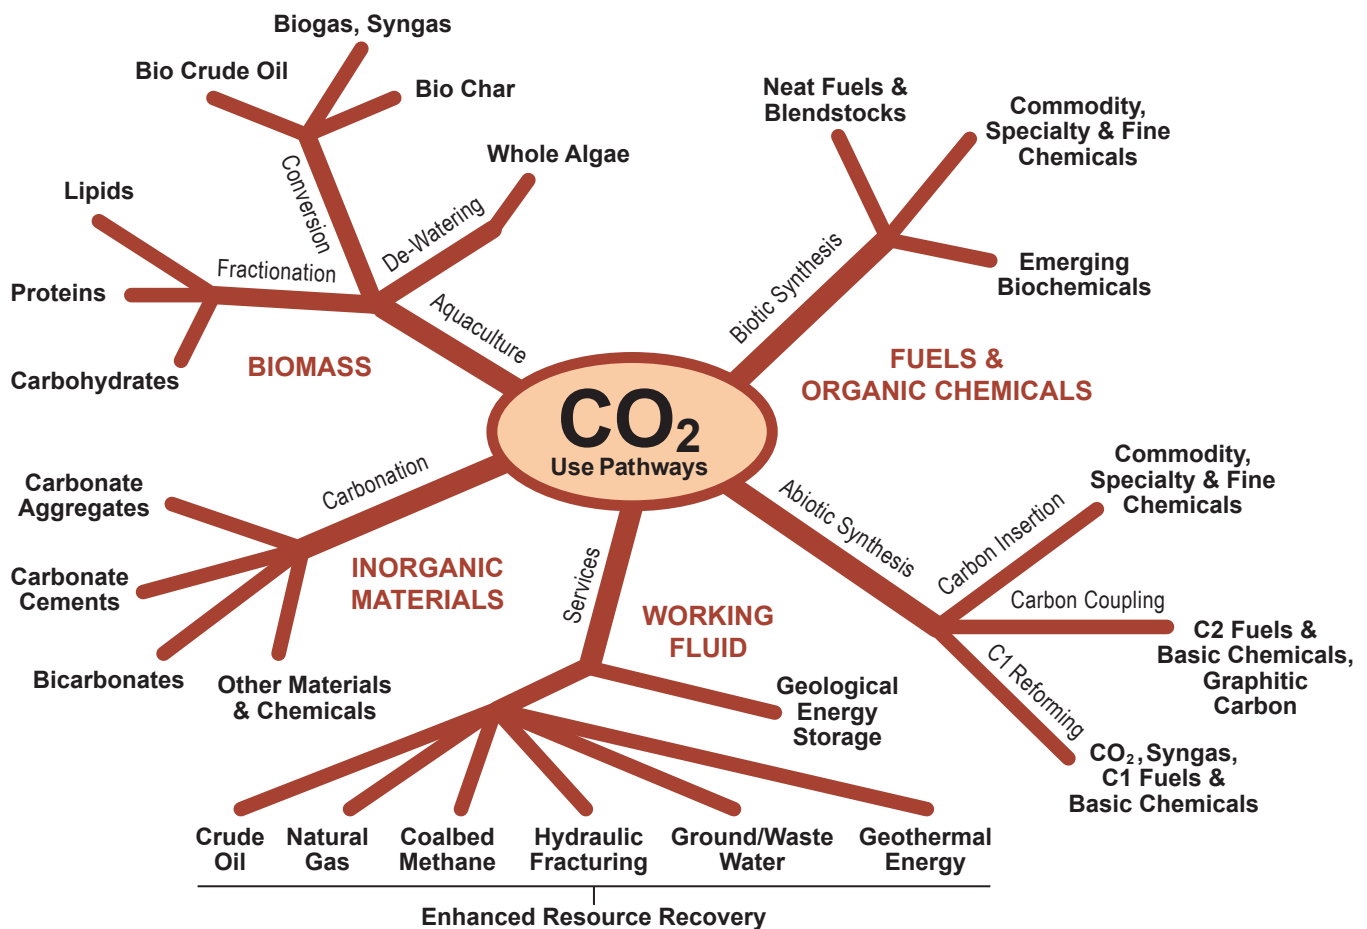 Biogas, Syngas
Bio Crude Oil
Bio Char
Conversion
Whole Algae
De-Watering
Lipids
Fractionation
Proteins
Carbohydrates
Aquaculture
BIOMASS
Neat Fuels &
Blendstocks
Commodity,
Specialty & Fine
Chemicals
Emerging
Biochemicals
Biotic Synthesis
FUELS &
ORGANIC CHEMICALS
CO₂
Use Pathways
Carbonate
Aggregates
Carbonation
Carbonate
Cements
Bicarbonates
Other Materials
& Chemicals
INORGANIC
MATERIALS
Services
WORKING
FLUID
Geological
Energy
Storage
Abiotic Synthesis
Carbon Insertion
Commodity,
Specialty & Fine
Chemicals
Carbon Coupling
C2 Fuels &
Basic Chemicals,
Graphitic
Carbon
C1 Reforming
CO₂, Syngas,
C1 Fuels &
Basic Chemicals
Crude
Oil
Natural
Gas
Coalbed
Methane
Hydraulic
Fracturing
Ground/Waste
Water
Geothermal
Energy
Enhanced Resource Recovery